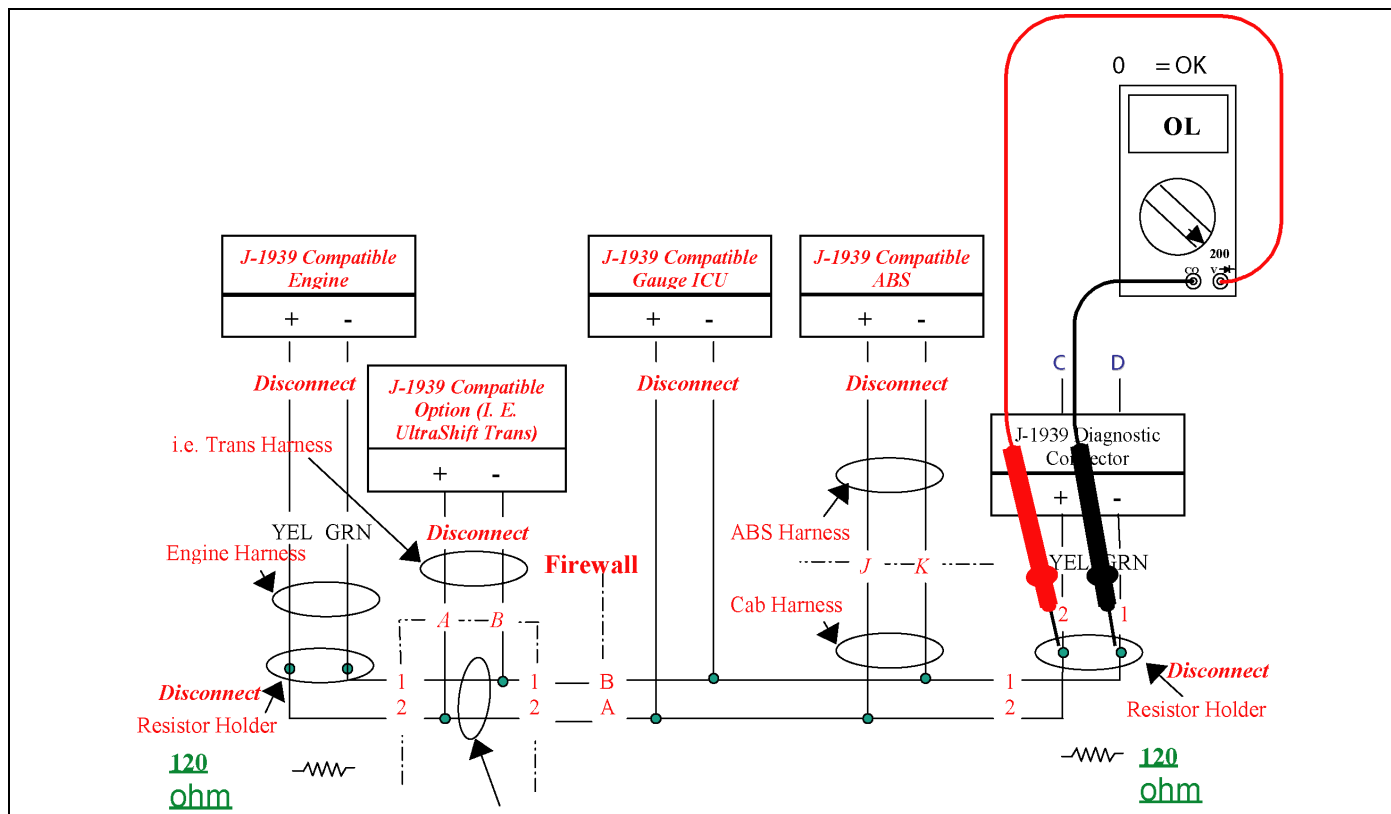 0 = OK
OL
200
CO V
J-1939 Compatible
Engine
+ -
J-1939 Compatible
Gauge ICU
+ -
J-1939 Compatible
ABS
+ -
C D
Disconnect
Disconnect
Disconnect
J-1939 Compatible
Option (I. E.
UltraShift Trans)
+ -
i.e. Trans Harness
J-1939 Diagnostic
+ -
YEL GRN
Disconnect
ABS Harness
Engine Harness
Firewall
J K
YEL GRN
Cab Harness
A B
2 1
Disconnect
Resistor Holder
1 1 B 1
2 2 A 2
Disconnect
Resistor Holder
120
ohm
120
ohm